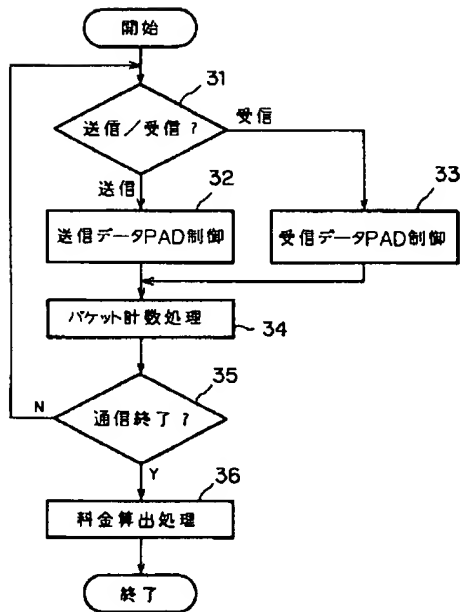 開始
31
送信／受信？
受信
送信
32
33
送信データPAD制御
受信データPAD制御
パケット計数処理
34
35
N
通信終了？
Y
36
料金算出処理
終了